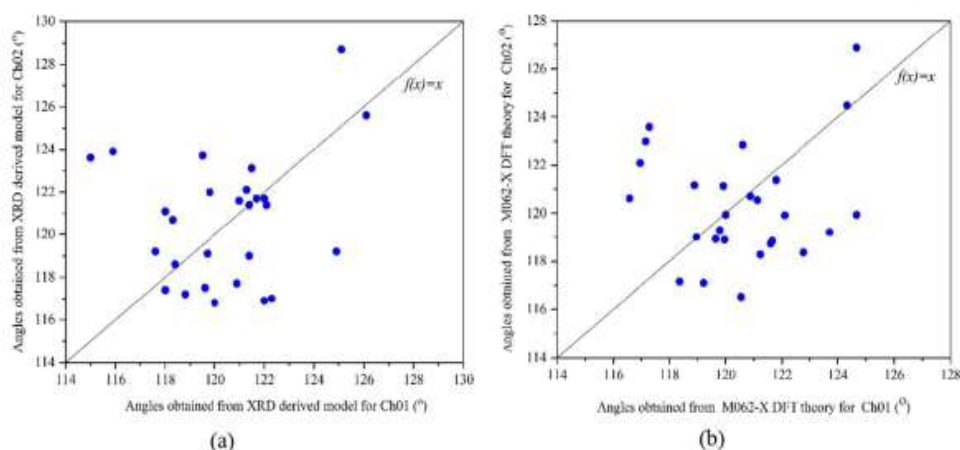 130
128
126
124
122
120
118
116
114
Angles obtained from XRD derived model for Ch02 (°)
f(x)=x
114 116 118 120 122 124 126 128 130
Angles obtained from XRD derived model for Ch01 (°)
(a)
128
126
124
122
120
118
116
114
Angles obtained from M062-X DFT theory for Ch02 (°)
f(x)=x
114 116 118 120 122 124 126 128
Angles obtained from M062-X DFT theory for Ch01 (O)
(b)